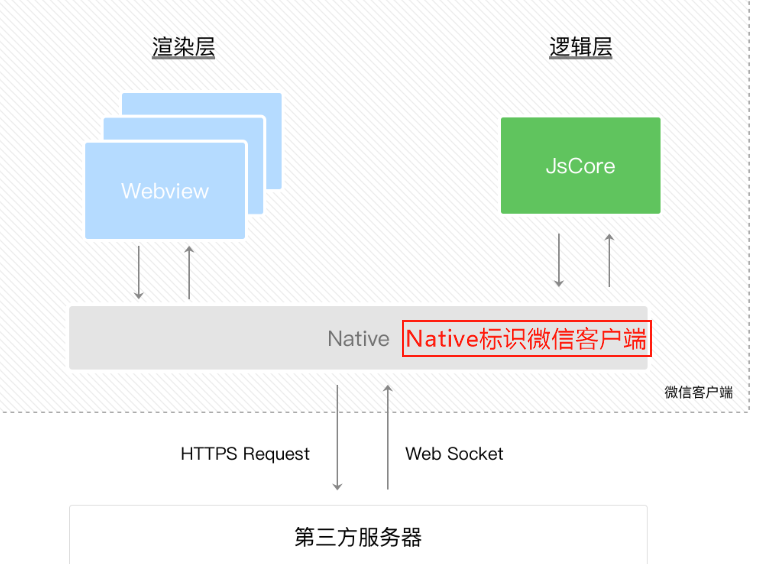 渲染层
逻辑层
Webview
JsCore
Native
Native标识微信客户端
微信客户端
HTTPS Request
Web Socket
第三方服务器